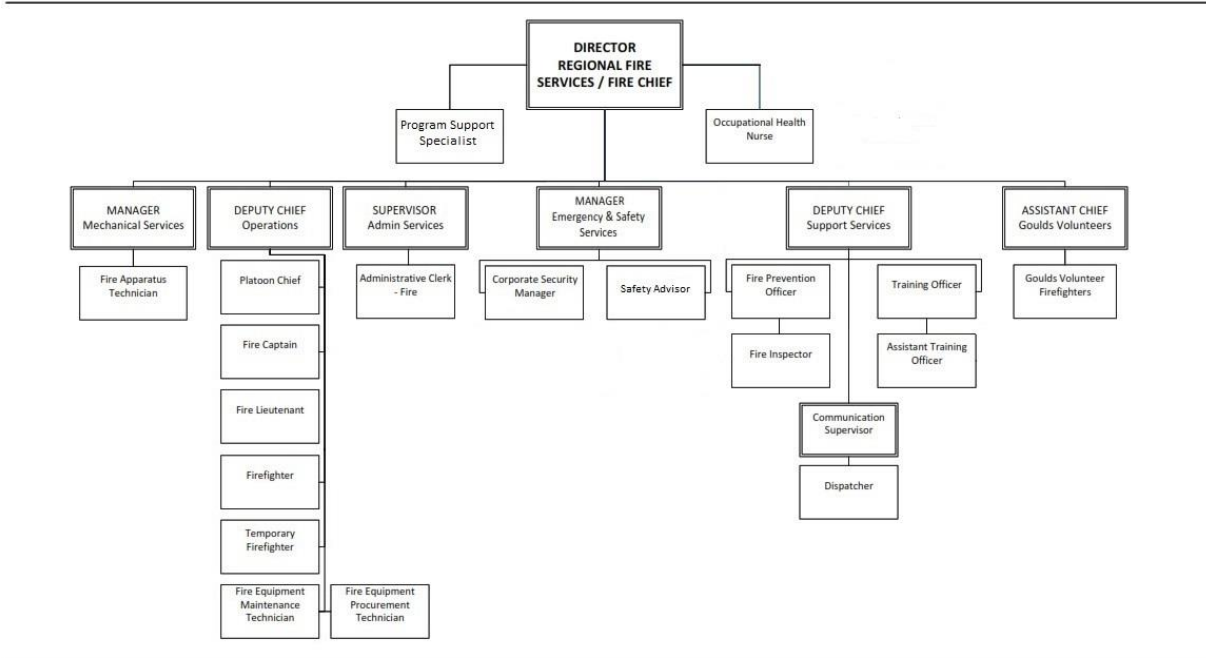 DIRECTOR
REGIONAL FIRE
SERVICES / FIRE CHIEF
Program Support
Specialist
Occupational Health
Nurse
MANAGER
Mechanical Services
DEPUTY CHIEF
Operations
SUPERVISOR
Admin Services
MANAGER
Emergency & Safety
Services
DEPUTY CHIEF
Support Services
ASSISTANT CHIEF
Goulds Volunteers
Fire Apparatus
Technician
Platoon Chief
Administrative Clerk
- Fire
Corporate Security
Manager
Safety Advisor
Fire Prevention
Officer
Training Officer
Goulds Volunteer
Firefighters
Fire Captain
Fire Inspector
Assistant Training
Officer
Fire Lieutenant
Communication
Supervisor
Firefighter
Dispatcher
Temporary
Firefighter
Fire Equipment
Maintenance
Technician
Fire Equipment
Procurement
Technician